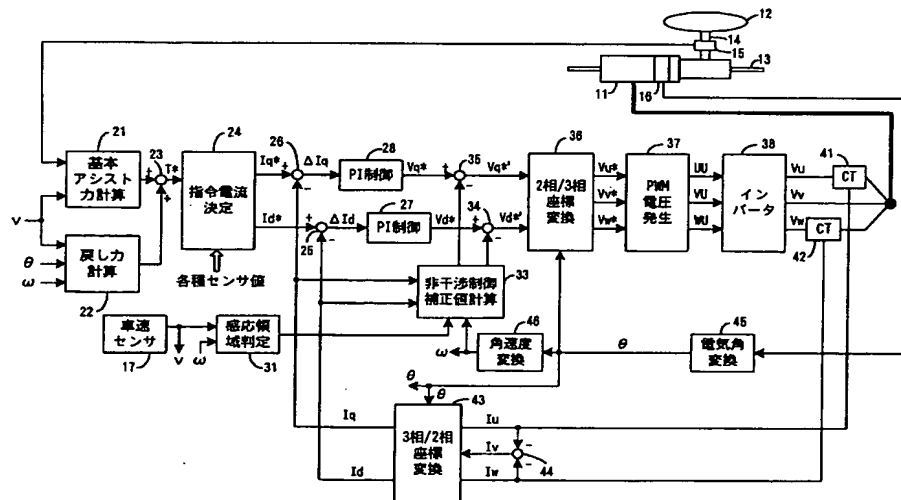 12
14
15
13
11
16
21
基本
アシスト
力計算
23
T*
24
指令電流
決定
各種センサ値
Iq*
Id*
26
ΔIq
25
ΔId
28
PI制御
27
PI制御
Vq*
Vd*
35
34
Vq*'
Vd*'
36
2相/3相
座標
変換
Vu*
Vv*
Vw*
37
PWM
電圧
発生
UU
VU
WU
38
イン
バータ
Vu
Vv
Vw
41
CT
CT
42
V
θ
ω
戻し力
計算
22
33
非干渉制御
補正値計算
車速
センサ
17
V
ω
感応領
域判定
31
ω
46
角速度
変換
θ
45
電気角
変換
θ
θ
43
3相/2相
座標
変換
Iq
Id
Iu
Iv
Iw
44